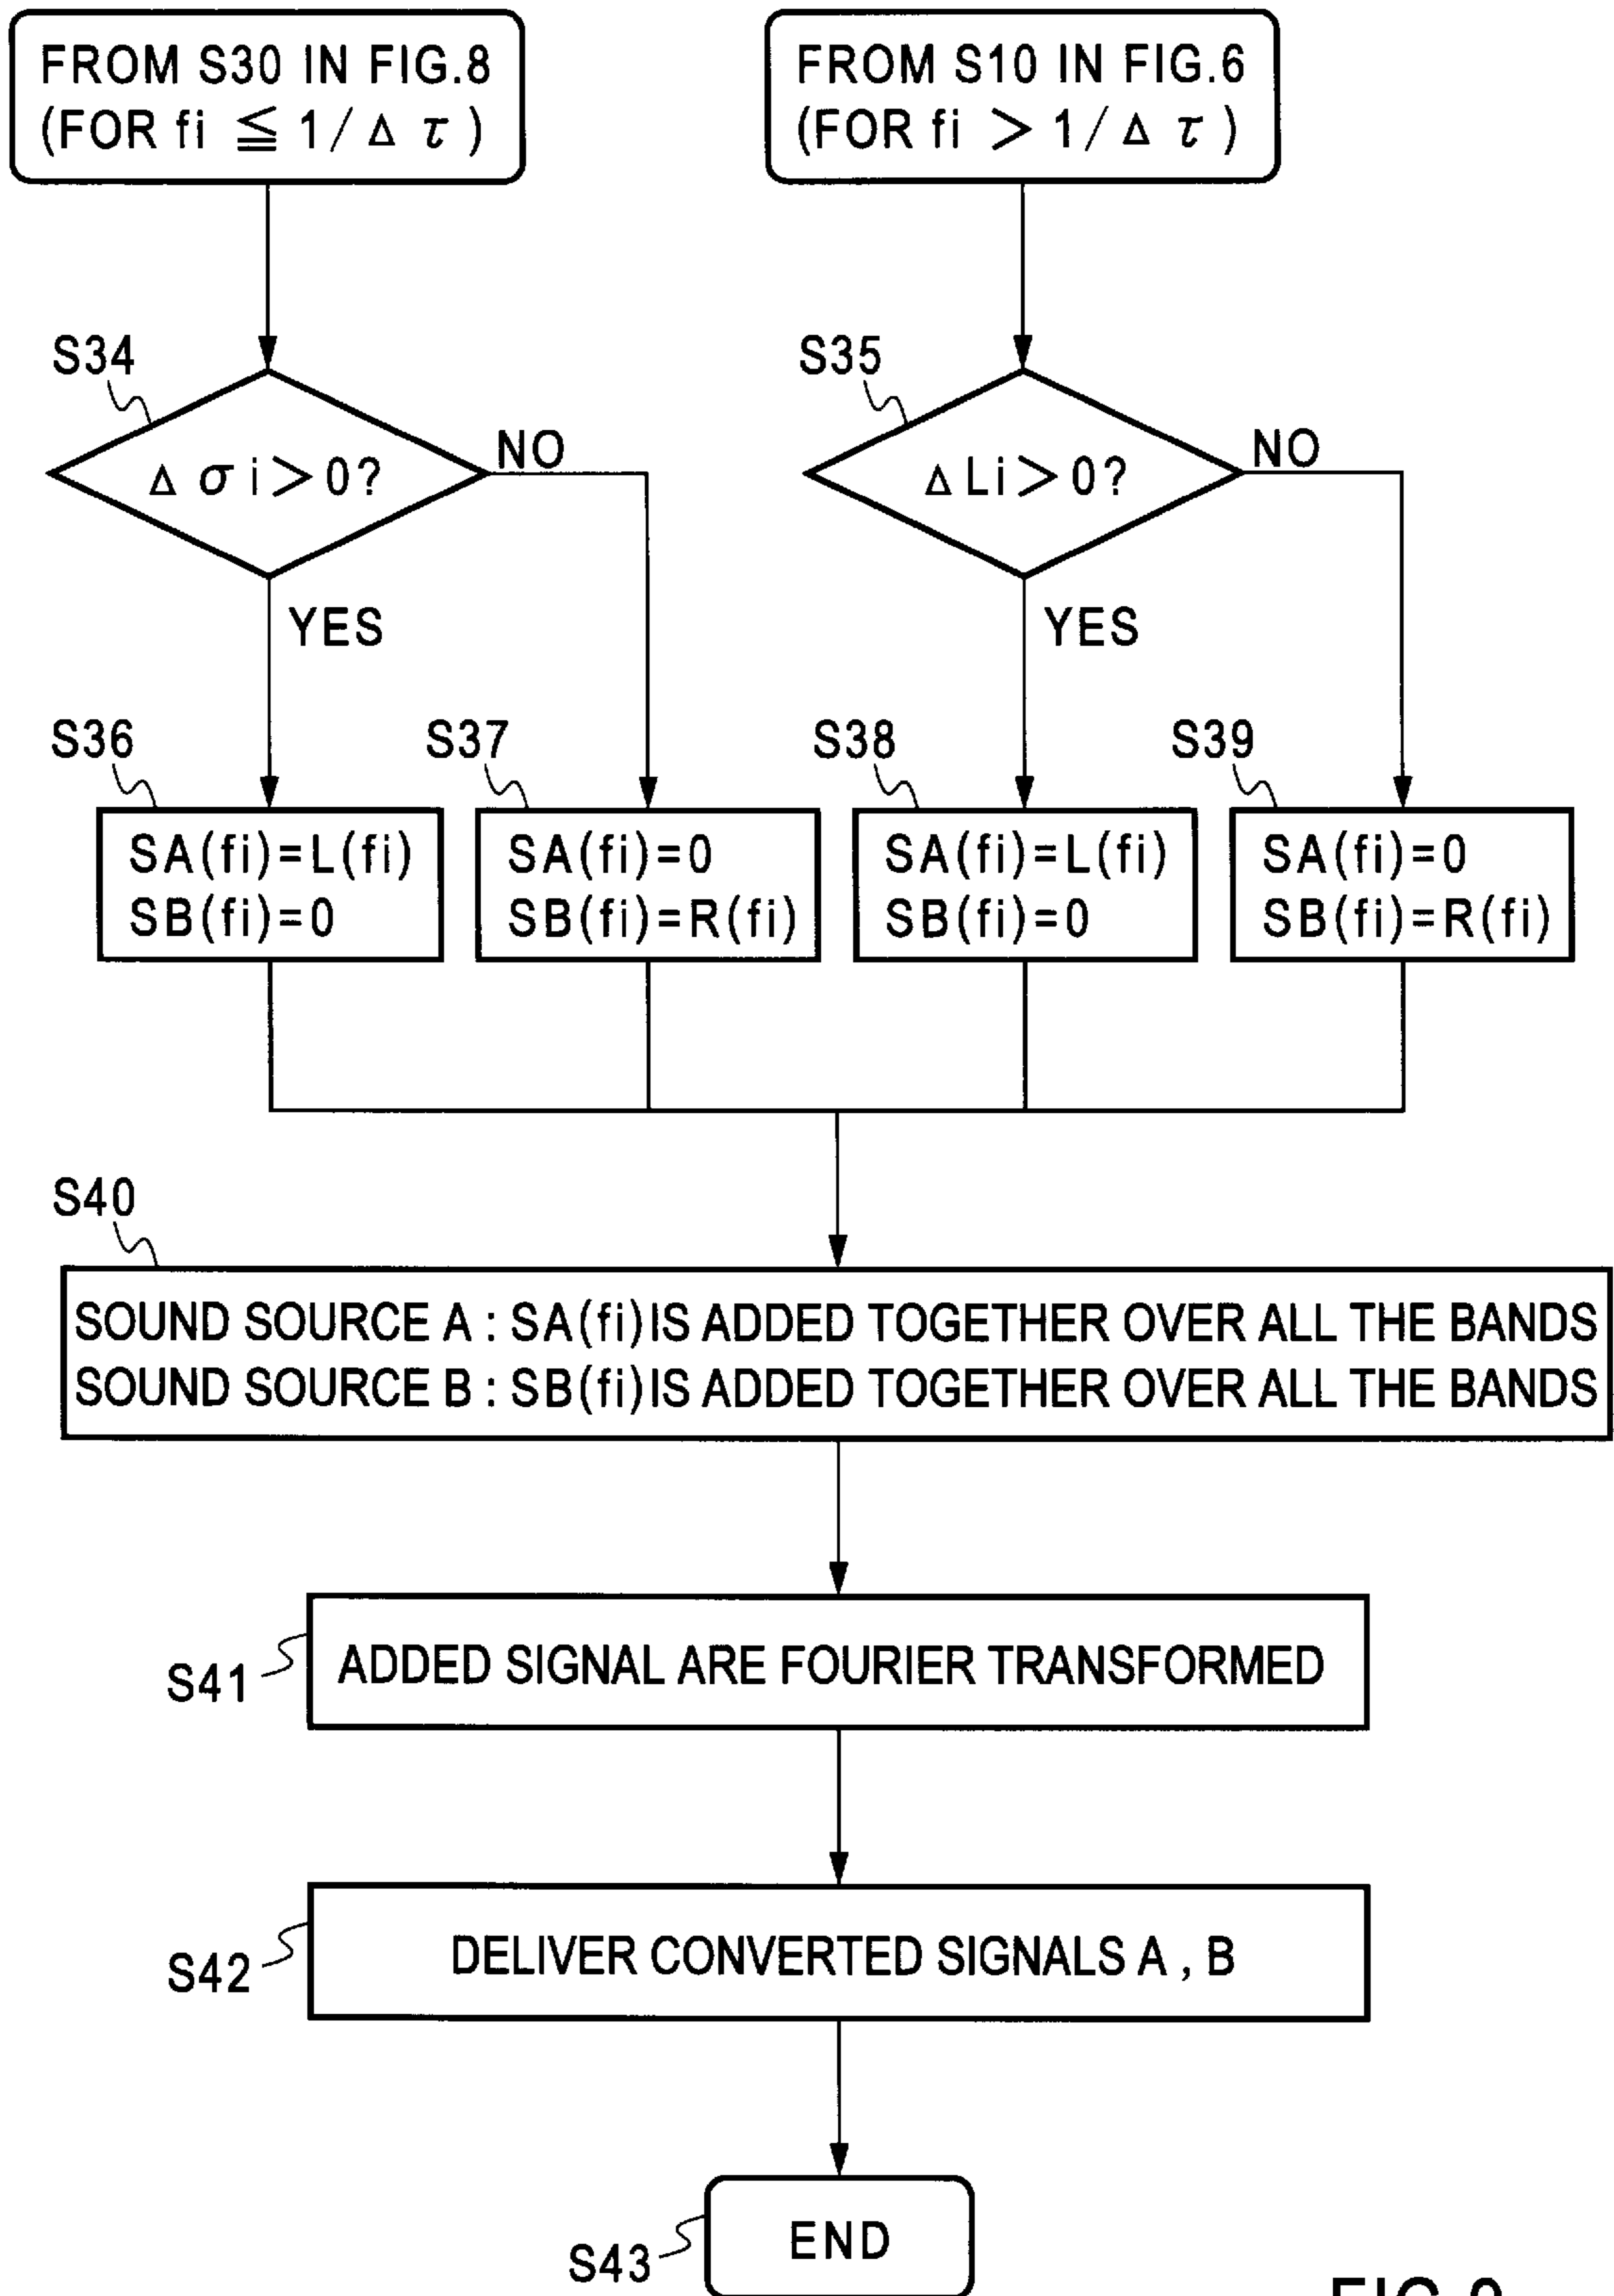 FROM S30 IN FIG.8
(FOR fi ≦ 1/Δτ)
FROM S10 IN FIG.6
(FOR fi > 1/Δτ)
S34
Δσi>0?
NO
YES
S35
ΔLi>0?
NO
YES
S36
SA(fi)=L(fi)
SB(fi)=0
S37
SA(fi)=0
SB(fi)=R(fi)
S38
SA(fi)=L(fi)
SB(fi)=0
S39
SA(fi)=0
SB(fi)=R(fi)
S40
SOUND SOURCE A : SA(fi) IS ADDED TOGETHER OVER ALL THE BANDS
SOUND SOURCE B : SB(fi) IS ADDED TOGETHER OVER ALL THE BANDS
S41
ADDED SIGNAL ARE FOURIER TRANSFORMED
S42
DELIVER CONVERTED SIGNALS A , B
S43
END